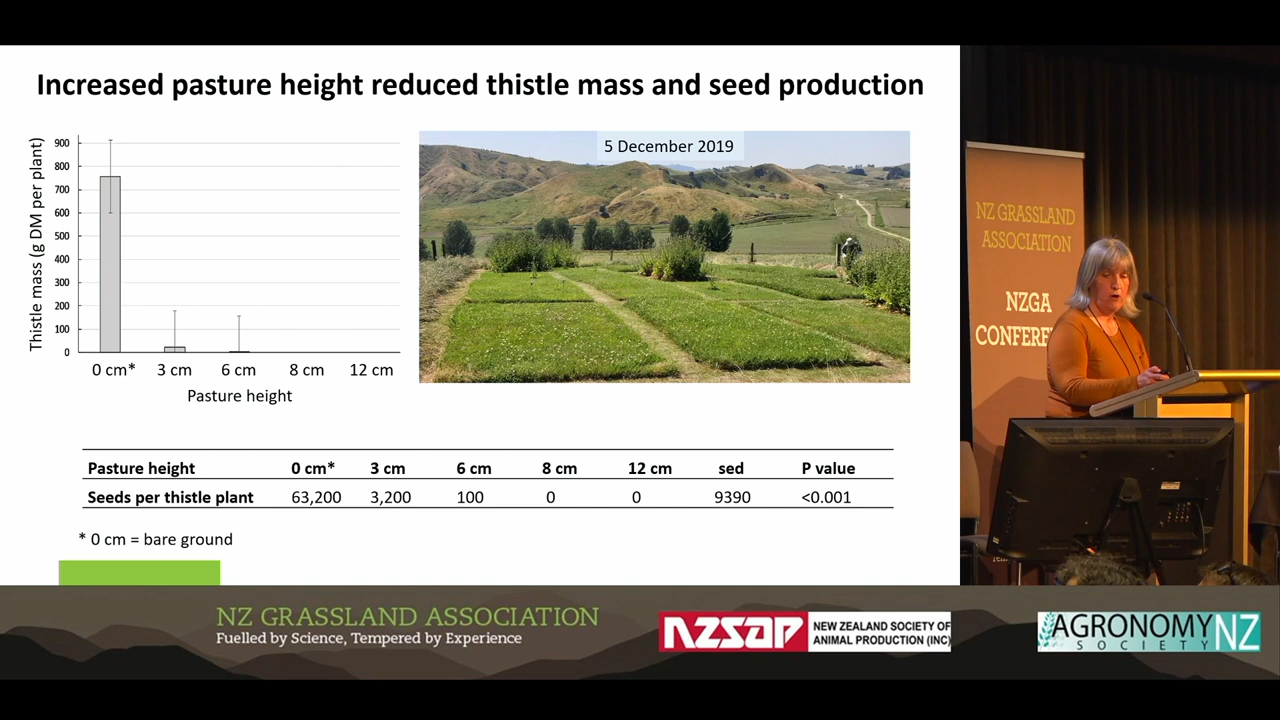 Increased pasture height reduced thistle mass and seed production
Thistle mass (g DM per plant)
900
800
700
600
500
400
300
200
100
0
0 cm* 3 cm 6 cm 8 cm 12 cm
Pasture height
5 December 2019
Pasture height 0 cm* 3 cm 6 cm 8 cm 12 cm sed P value
Seeds per thistle plant 63,200 3,200 100 0 0 9390 <0.001
* 0 cm = bare ground
NZ GRASSLAND
ASSOCIATION
NZGA
NZ GRASSLAND ASSOCIATION
Fuelled by Science, Tempered by Experience
NZSAP
NEW ZEALAND SOCIETY OF
ANIMAL PRODUCTION (INC)
AGRONOMY NZ
SOCIETY